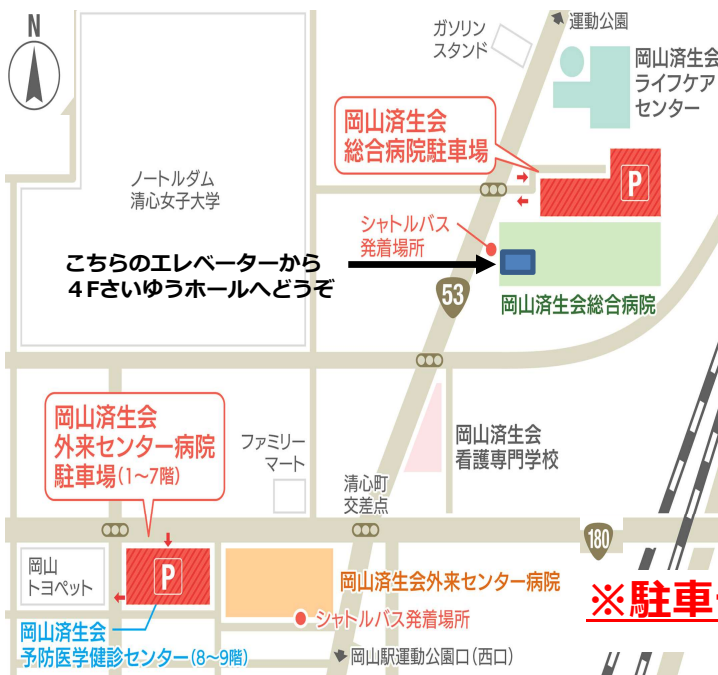 N
ガソリン
スタンド
運動公園
岡山済生会
ライフケア
センター
岡山済生会
総合病院駐車場
P
ノートルダム
清心女子大学
シャトルバス
発着場所
こちらのエレベーターから
４Fさいゆうホールへどうぞ
53
岡山済生会総合病院
岡山済生会
外来センター病院
駐車場(1～7階)
ファミリー
マート
岡山済生会
看護専門学校
清心町
交差点
180
岡山
トヨペット
P
岡山済生会外来センター病院
※駐車
シャトルバス発着場所
岡山済生会
予防医学健診センター(8～9階)
岡山駅運動公園口(西口)